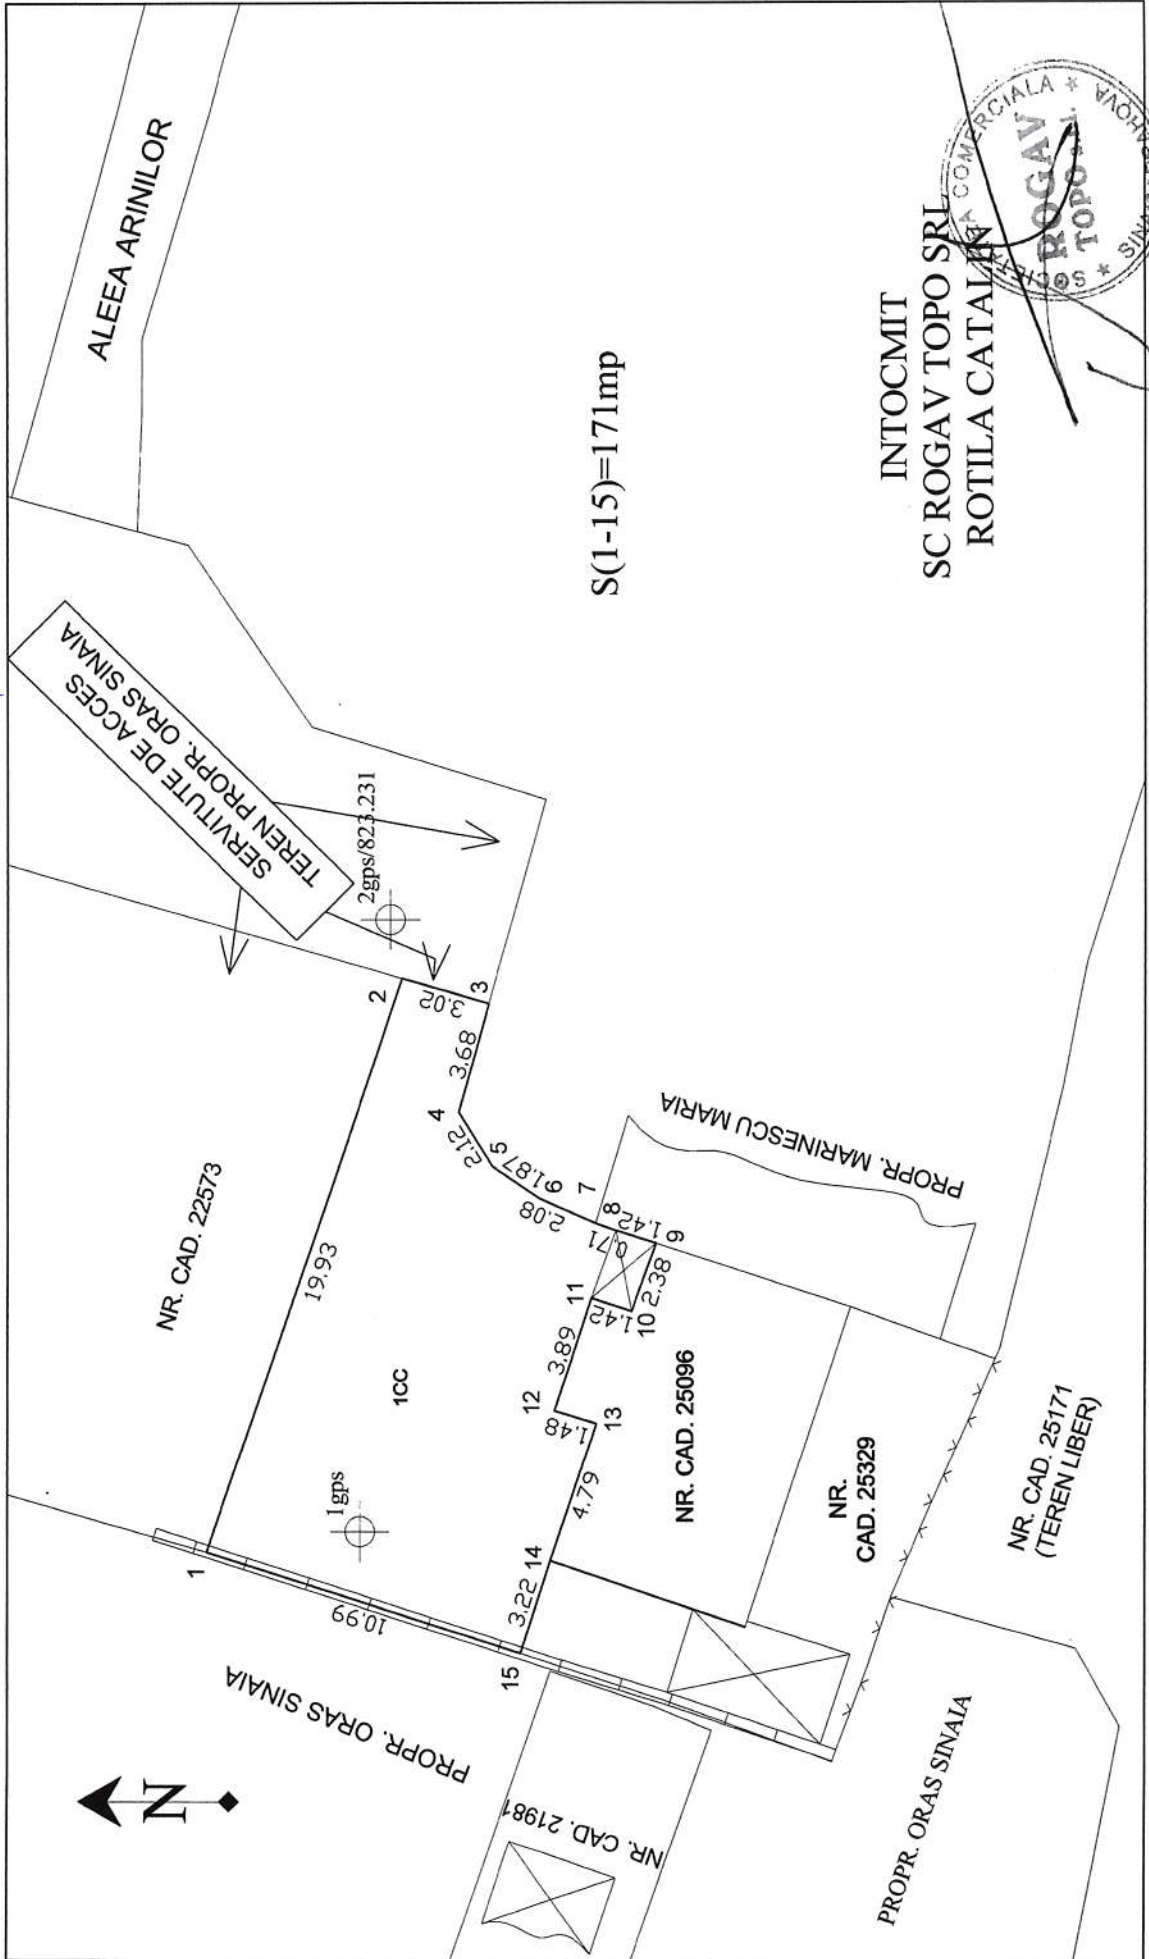 ALEEA ARINILOR
SERVITUTE DE ACCES
TEREN PROPR. ORAS SINAIA
2gps/823.231
NR. CAD. 22573
1
2
3
4
5
6
7
8
9
10
11
12
13
14
15
19.93
3.02
3.68
2.12
1.87
2.08
0.71
1.42
2.38
1.42
3.89
1.48
4.79
3.22
10.99
1CC
1gps
PROPR. ORAS SINAIA
N
NR. CAD. 21981
NR. CAD. 25096
NR.
CAD. 25329
PROPR. MARINESCU MARIA
NR. CAD. 25171
(TEREN LIBER)
PROPR. ORAS SINAIA
S(1-15)=171mp
INTOCMIT
SC ROGAV TOPO SRL
ROTILA CATALIN
SOCIETATEA COMERCIALA
ROGAV
TOPO